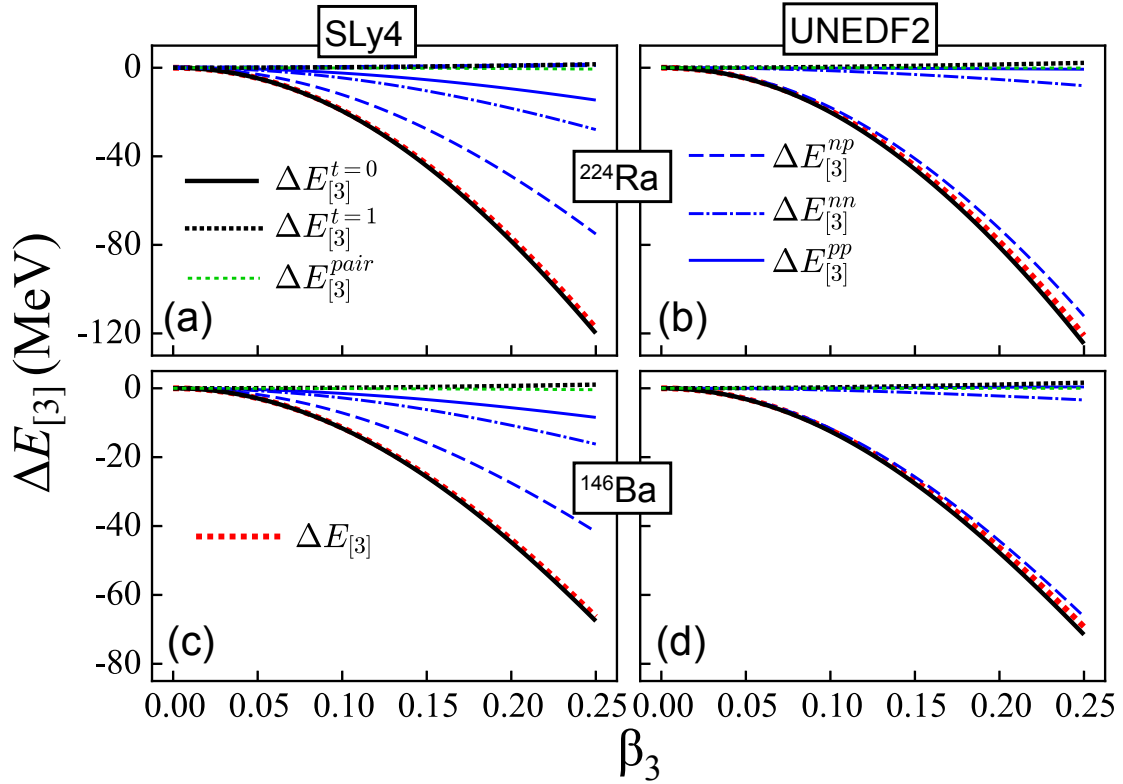 SLy4
UNEDF2
0
-40
-80
-120
ΔE[3]^{t=0}
ΔE[3]^{t=1}
ΔE[3]^{pair}
(a)
²²⁴Ra
ΔE[3]^{np}
ΔE[3]^{nn}
ΔE[3]^{pp}
(b)
ΔE[3] (MeV)
0
-20
-40
-60
-80
ΔE[3]
(c)
¹⁴⁶Ba
(d)
0.00 0.05 0.10 0.15 0.20 0.25
0.00 0.05 0.10 0.15 0.20 0.25
β₃